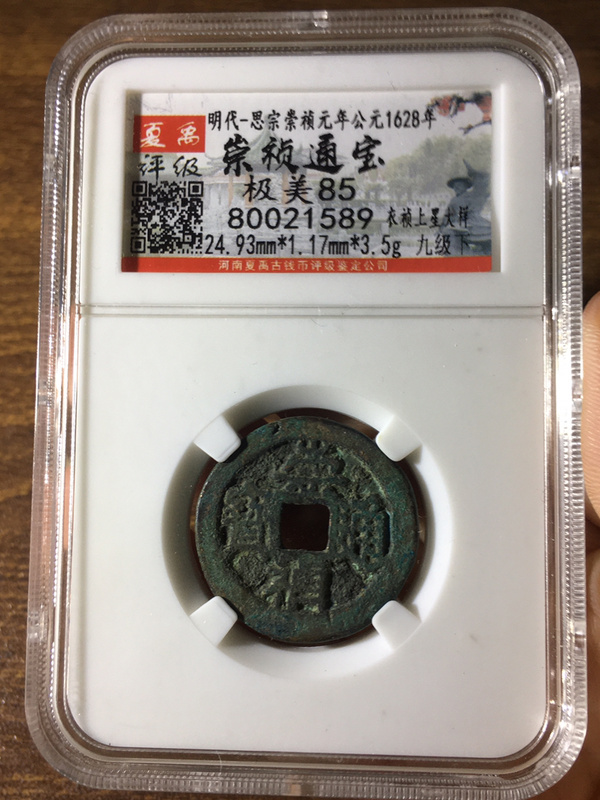 夏禹
评级
明代-思宗崇祯元年公元1628年
崇祯通宝
极美85
80021589 衣祯上星大样
24.93mm*1.17mm*3.5g 九级下
河南夏禹古钱币评级鉴定公司
崇禎通寶